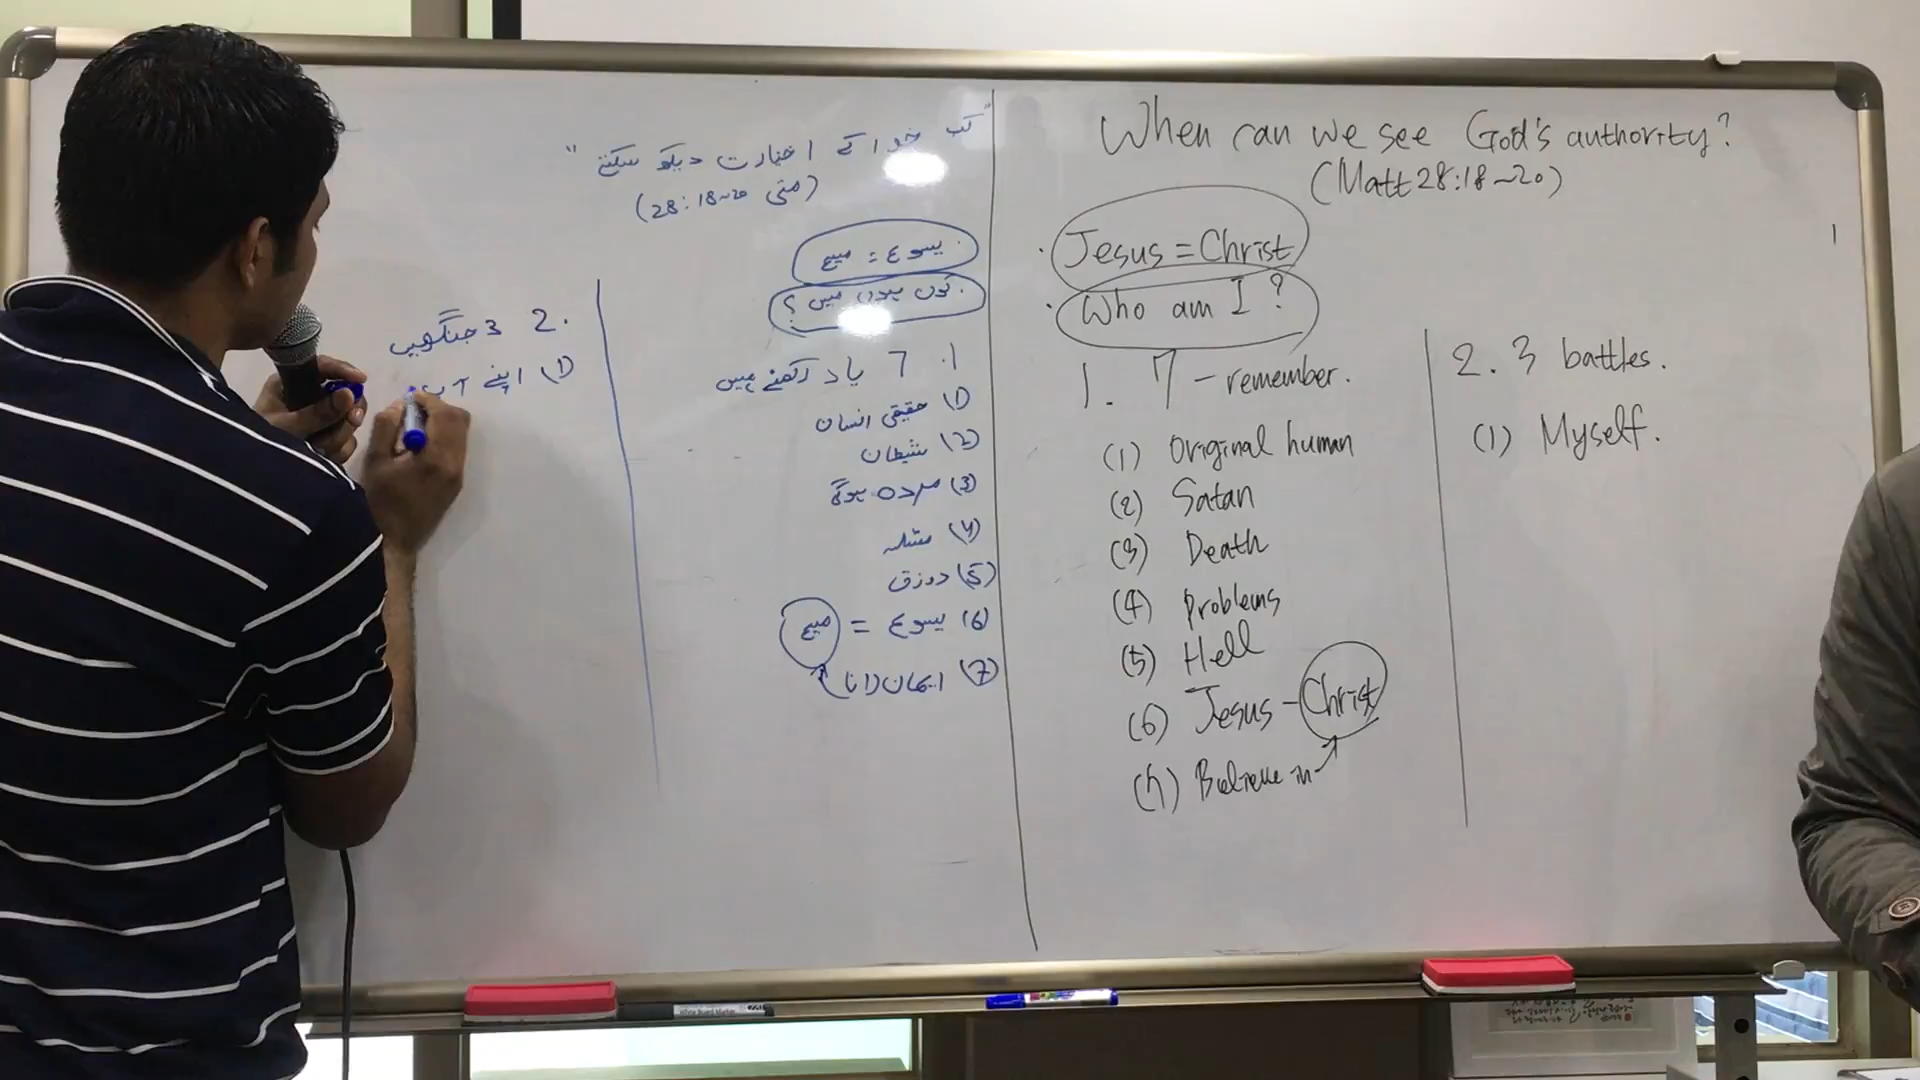 "کب خدا کے اختیارت دیکھ سکتے"
(متی 28:18~20)
یسوع = مسیح
کون ہوں میں؟
1. 7 یاد رکھنے ہیں
(1) حقیقی انسان
(2) شیطان
(3) مردہ ہوگا
(4) مسئلہ
(5) دوزق
(6) یسوع = مسیح
(7) ایمان لانا
2. 3 جنگیں
(1) اپنے آپ
When can we see God's authority?
(Matt 28:18~20)
· Jesus = Christ
· Who am I?
1. 7 - remember.
(1) Original human
(2) Satan
(3) Death
(4) Problems
(5) Hell
(6) Jesus - Christ
(7) Believe in
2. 3 battles.
(1) Myself.